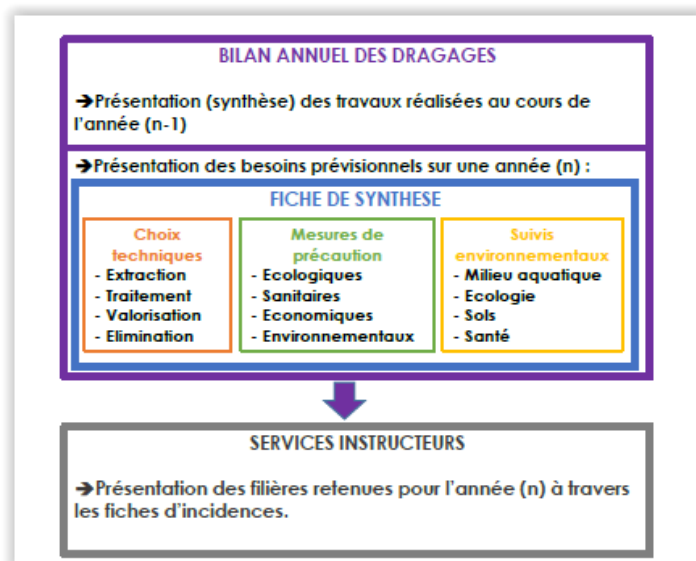 BILAN ANNUEL DES DRAGAGES
➔Présentation (synthèse) des travaux réalisées au cours de
l'année (n-1)
➔Présentation des besoins prévisionnels sur une année (n) :
FICHE DE SYNTHESE
Choix
techniques
- Extraction
- Traitement
- Valorisation
- Elimination
Mesures de
précaution
- Ecologiques
- Sanitaires
- Economiques
- Environnementaux
Suivis
environnementaux
- Milieu aquatique
- Ecologie
- Sols
- Santé
SERVICES INSTRUCTEURS
➔Présentation des filières retenues pour l'année (n) à travers
les fiches d'incidences.